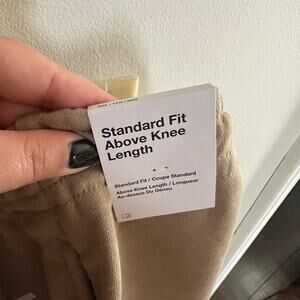 Standard Fit
Above Knee
Length
Standard Fit / Coupe Standard
Above Knee Length / Longueur
Au-dessus Du Genou